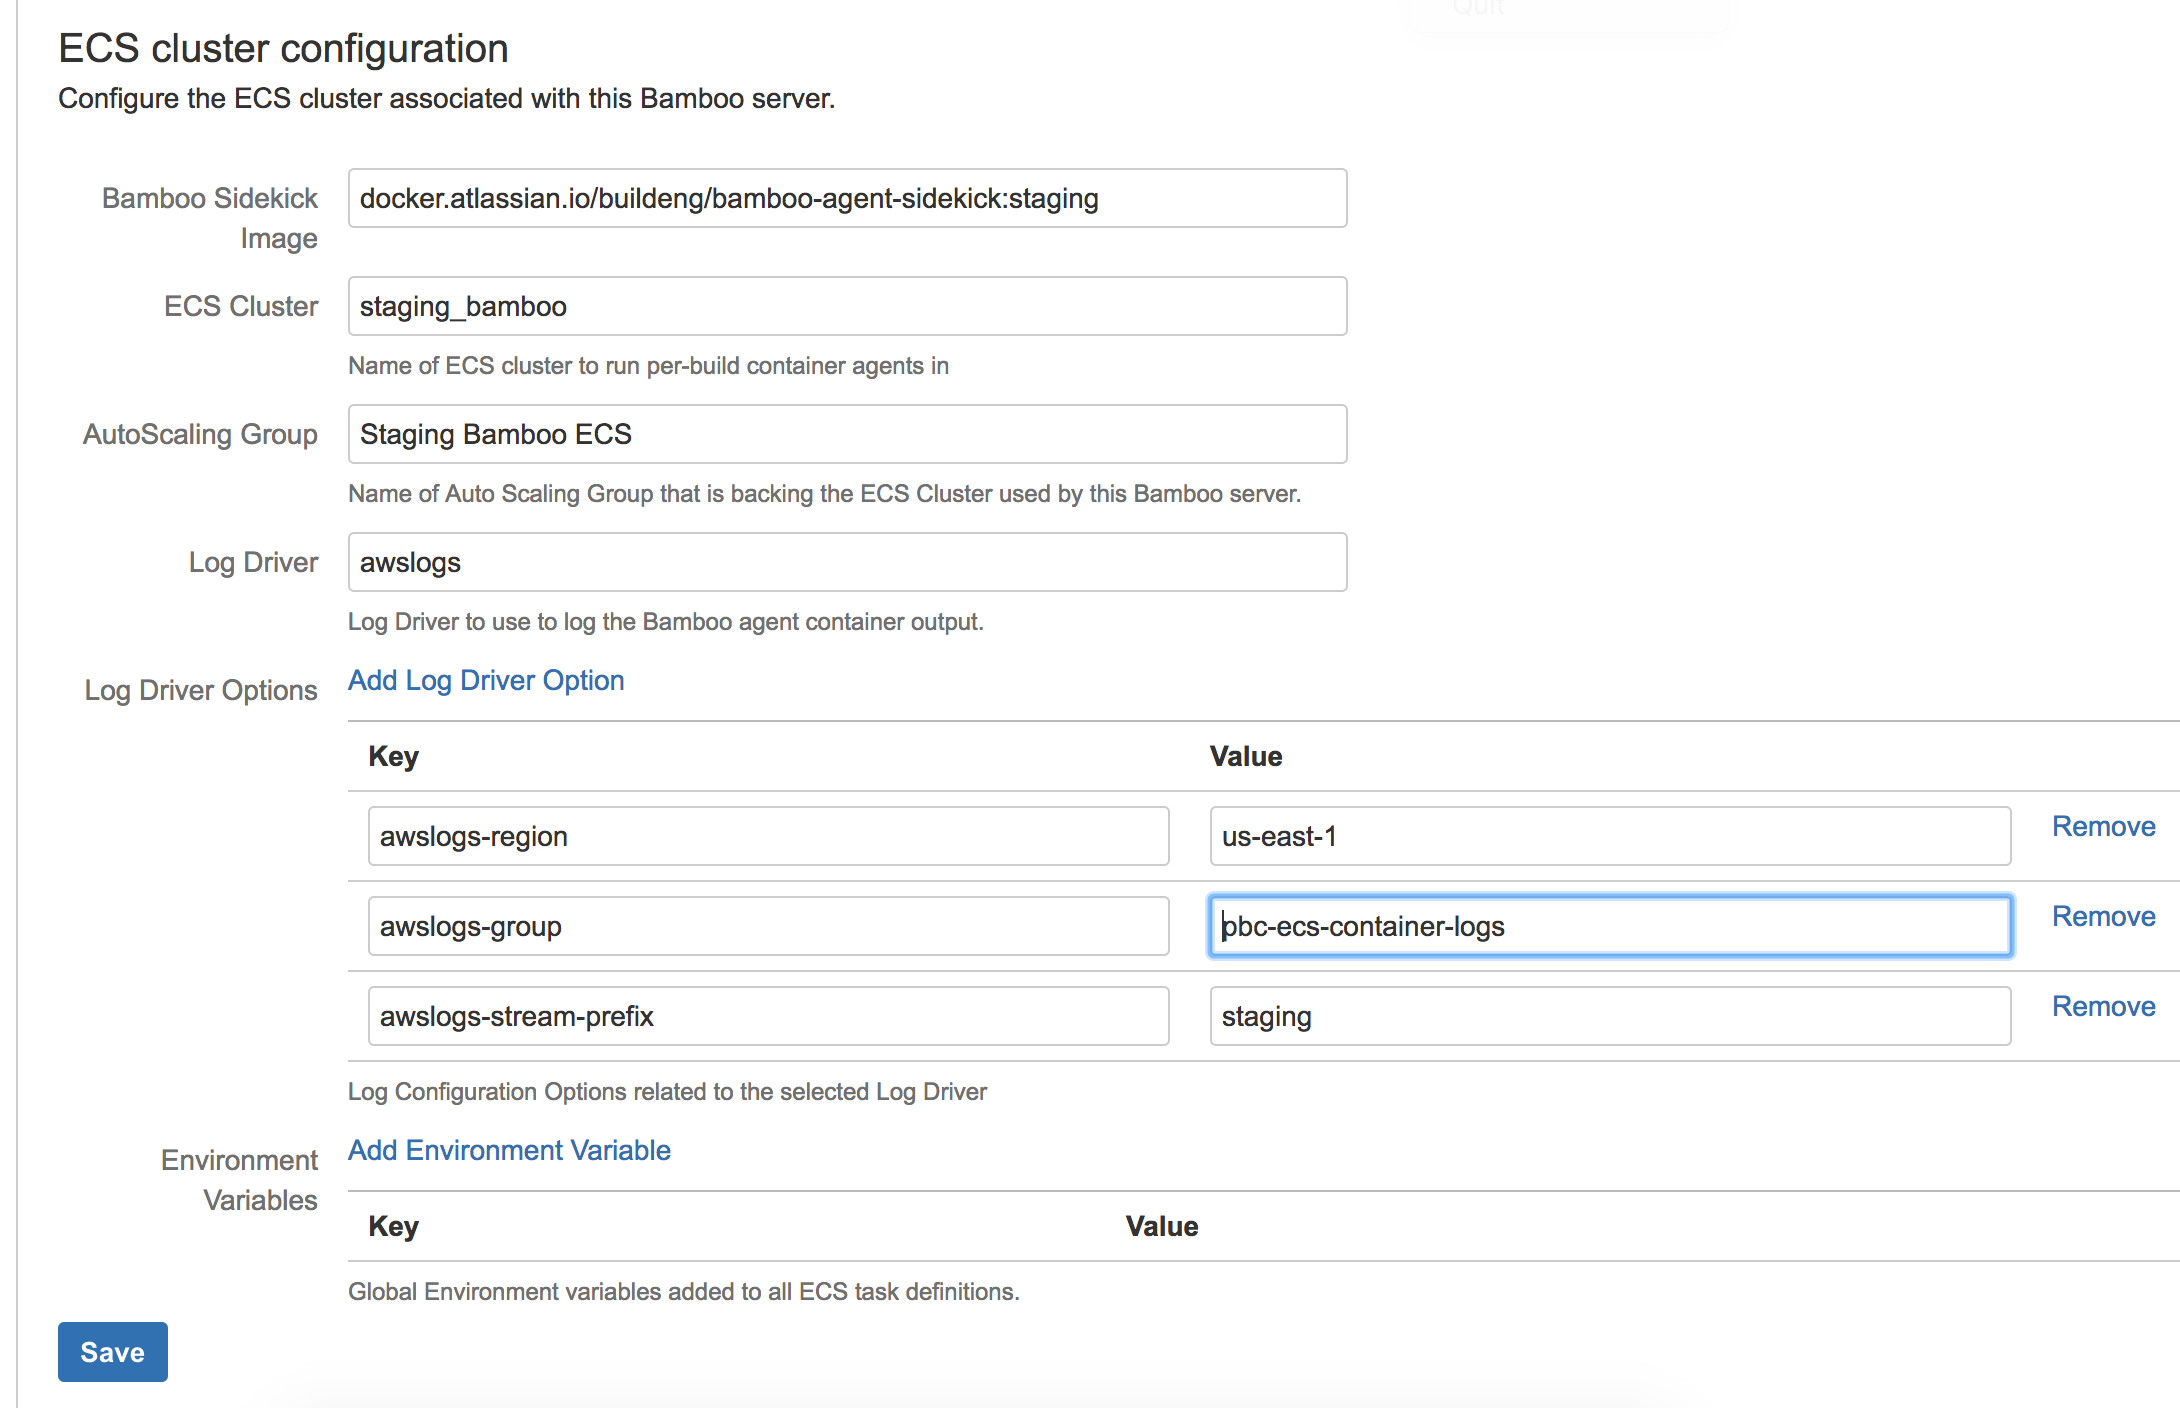 Quit
ECS cluster configuration
Configure the ECS cluster associated with this Bamboo server.
Bamboo Sidekick Image
docker.atlassian.io/buildeng/bamboo-agent-sidekick:staging
ECS Cluster
staging_bamboo
Name of ECS cluster to run per-build container agents in
AutoScaling Group
Staging Bamboo ECS
Name of Auto Scaling Group that is backing the ECS Cluster used by this Bamboo server.
Log Driver
awslogs
Log Driver to use to log the Bamboo agent container output.
Log Driver Options
Add Log Driver Option
Key Value
awslogs-region us-east-1 Remove
awslogs-group pbc-ecs-container-logs Remove
awslogs-stream-prefix staging Remove
Log Configuration Options related to the selected Log Driver
Environment Variables
Add Environment Variable
Key Value
Global Environment variables added to all ECS task definitions.
Save